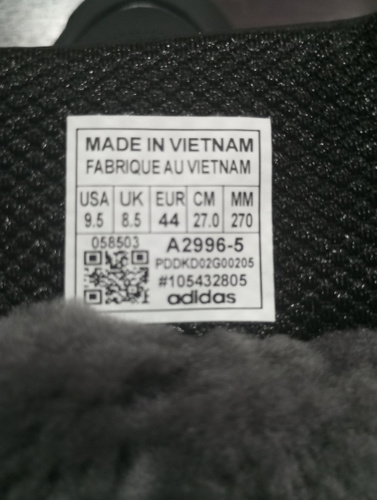 MADE IN VIETNAM
FABRIQUE AU VIETNAM
USA UK EUR CM MM
9.5 8.5 44 27.0 270
058503 A2996-5
PDDKD02G00205
#105432805
adidas